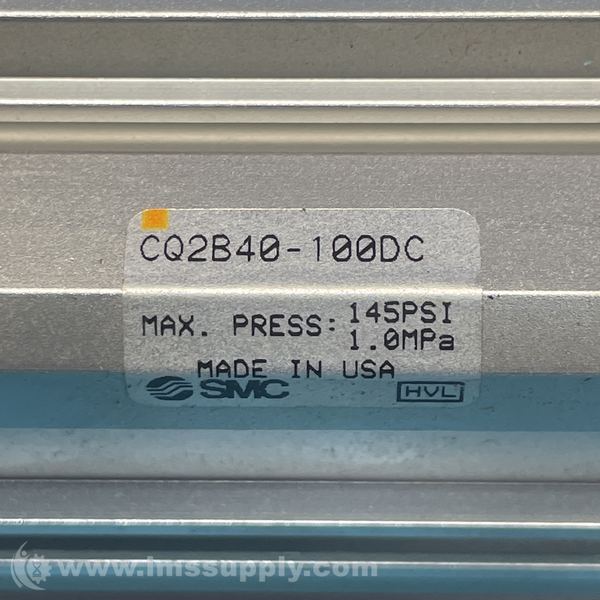 CQ2B40-100DC
MAX. PRESS: 145PSI
1.0MPa
MADE IN USA
SMC HVL
www.imssupply.com